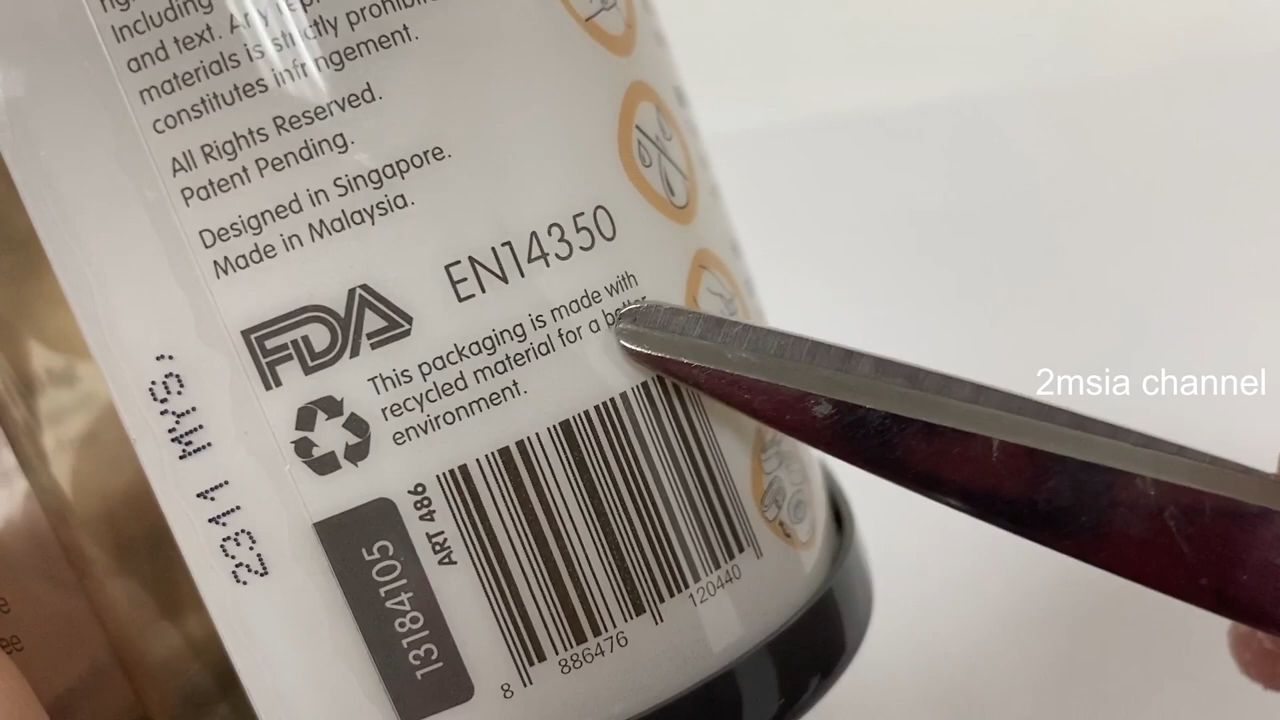 Including
and text. Any
materials is strictly
constitutes infringement.
All Rights Reserved.
Patent Pending.
Designed in Singapore.
Made in Malaysia.
FDA
EN14350
This packaging is made with
recycled material for a better
environment.
2311 MYS,
13184105
ART 486
8 886476 120440
2msia channel